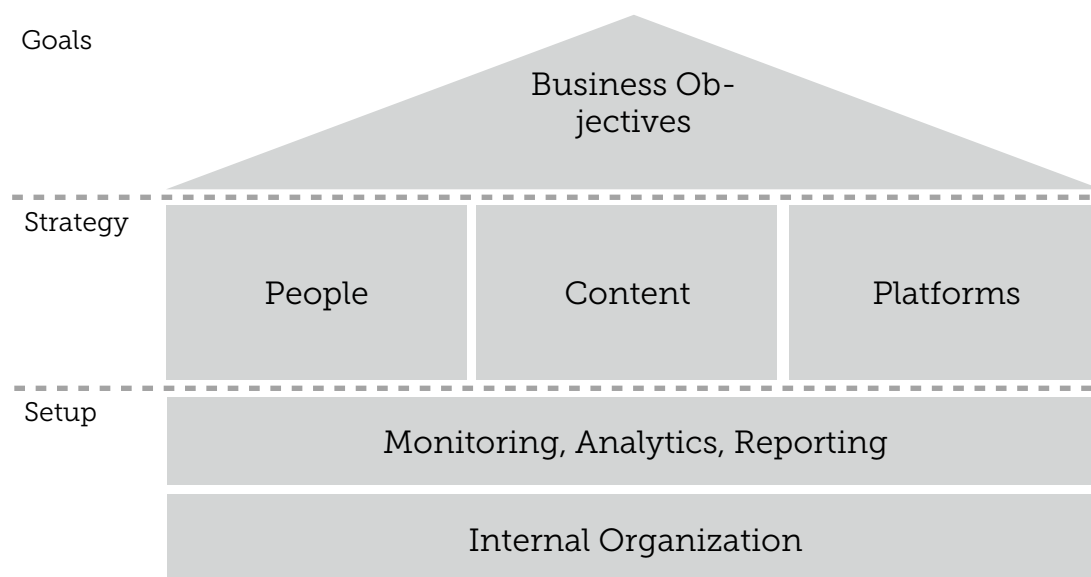 Goals
Business Ob-
jectives
Strategy
People
Content
Platforms
Setup
Monitoring, Analytics, Reporting
Internal Organization